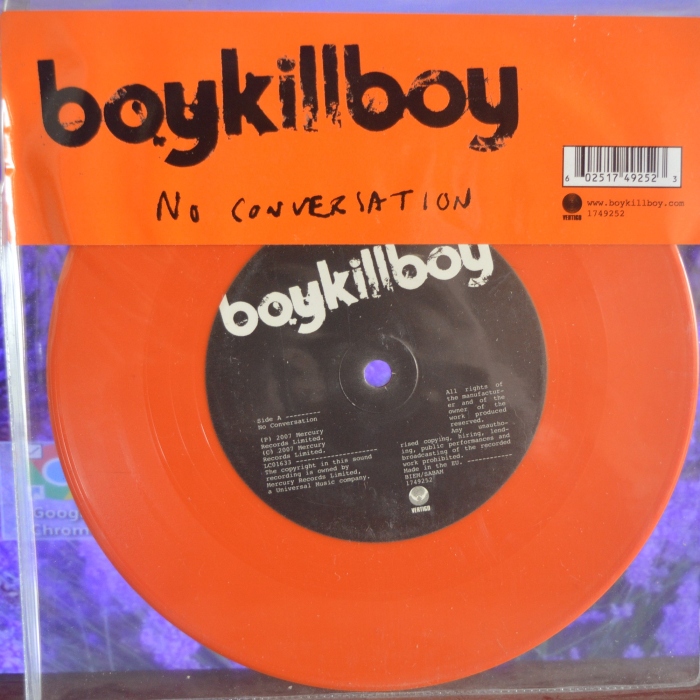 boykillboy
No CONVERSATION
6 02517 49252 3
www.boykillboy.com
VERTIGO
1749252
boykillboy
Side A ---------
No Conversation
(P) 2007 Mercury
Records Limited.
(C) 2007 Mercury
Records Limited.
LC01633 --------------------
The copyright in this sound
recording is owned by
Mercury Records Limited,
a Universal Music company.
All rights of
the manufactur-
er and of the
owner of the
work produced
reserved.
Any unautho-
rised copying, hiring, lend-
ing, public performances and
broadcasting of the recorded
work prohibited.
Made in the EU. ------------
BIEM/SABAM
1749252
VERTIGO
Chrom